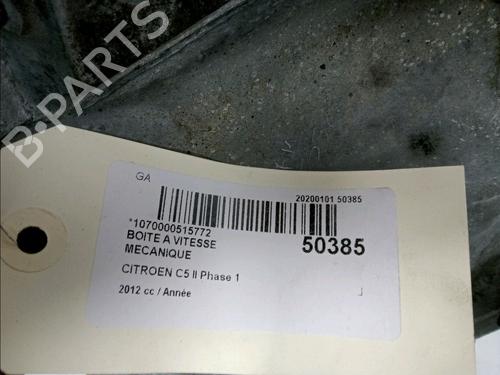 B-PARTS
GA
20200101 50385
*1070000515772
BOITE A VITESSE
MECANIQUE
50385
CITROEN C5 II Phase 1
2012 cc / Année
J